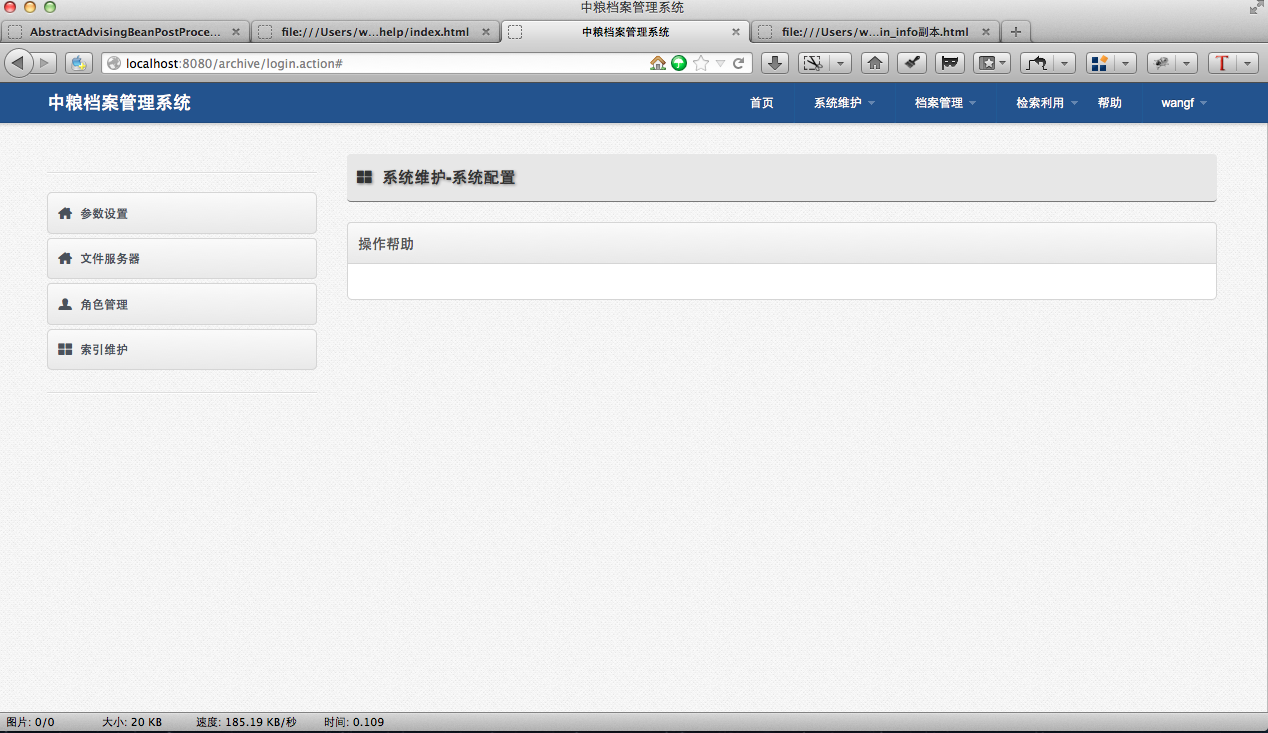 中粮档案管理系统
AbstractAdvisingBeanPostProce...
file:///Users/w...help/index.html
中粮档案管理系统
file:///Users/w...in_info副本.html
localhost:8080/archive/login.action#
中粮档案管理系统
首页
系统维护
档案管理
检索利用
帮助
wangf
参数设置
文件服务器
角色管理
索引维护
系统维护-系统配置
操作帮助
图片: 0/0
大小: 20 KB
速度: 185.19 KB/秒
时间: 0.109